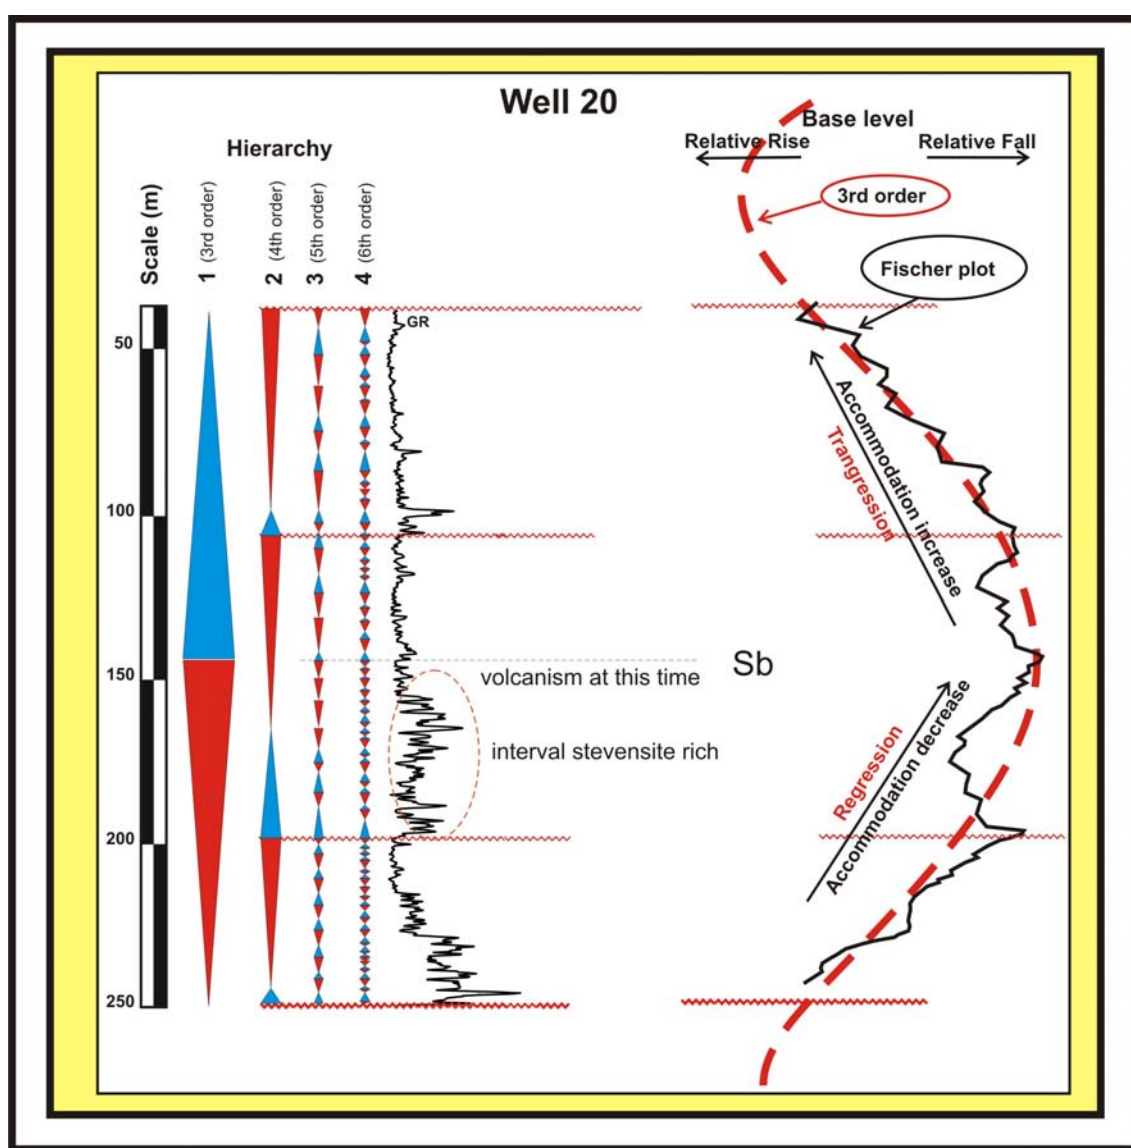 Well 20
Base level
Relative Rise
Relative Fall
Hierarchy
Scale (m)
1 (3rd order)
2 (4th order)
3 (5th order)
4 (6th order)
3rd order
Fischer plot
GR
50
100
150
200
250
Accommodation increase
Trangression
Sb
volcanism at this time
interval stevensite rich
Regression
Accommodation decrease